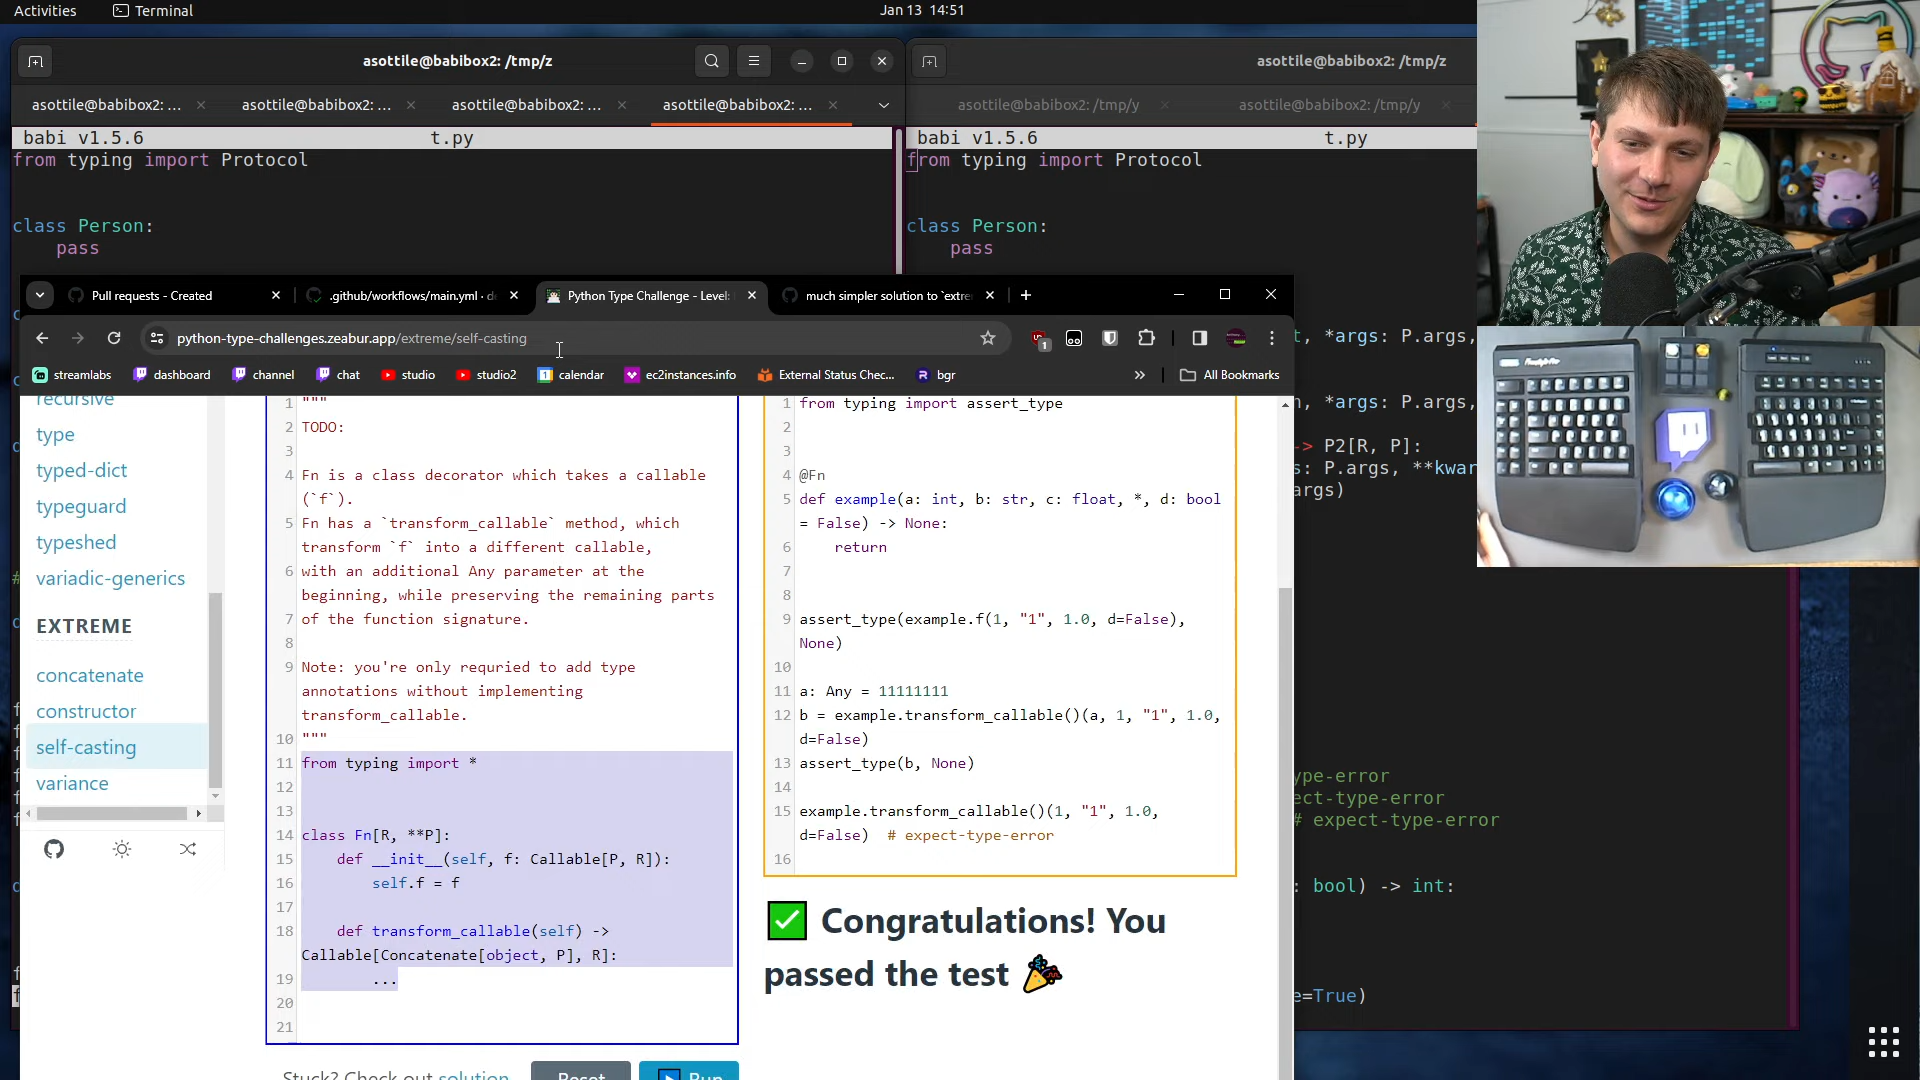 Activities
Terminal
Jan 13 14:51
asottile@babibox2: /tmp/z
asottile@babibox2: /tmp/z
asottile@babibox2: ...
asottile@babibox2: ...
asottile@babibox2: ...
asottile@babibox2: ...
asottile@babibox2: /tmp/y
asottile@babibox2: /tmp/y
babi v1.5.6 t.py
from typing import Protocol
class Person:
pass
babi v1.5.6 t.py
from typing import Protocol
class Person:
pass
t, *args: P.args,
n, *args: P.args,
-> P2[R, P]:
s: P.args, **kwar
args)
ype-error
ect-type-error
# expect-type-error
: bool) -> int:
e=True)
Pull requests - Created
.github/workflows/main.yml · de
Python Type Challenge - Level:
much simpler solution to `extre
python-type-challenges.zeabur.app/extreme/self-casting
1
streamlabs
dashboard
channel
chat
studio
studio2
calendar
ec2instances.info
External Status Chec...
bgr
»
All Bookmarks
recursive
type
typed-dict
typeguard
typeshed
variadic-generics
EXTREME
concatenate
constructor
self-casting
variance
1 """
2 TODO:
3
4 Fn is a class decorator which takes a callable
(`f`).
5 Fn has a `transform_callable` method, which
transform `f` into a different callable,
6 with an additional Any parameter at the
beginning, while preserving the remaining parts
7 of the function signature.
8
9 Note: you're only requried to add type
annotations without implementing
transform_callable.
10 """
11 from typing import *
12
13
14 class Fn[R, **P]:
15 def __init__(self, f: Callable[P, R]):
16 self.f = f
17
18 def transform_callable(self) ->
Callable[Concatenate[object, P], R]:
19 ...
20
21
Stuck? Check out solution
Reset
Run
1 from typing import assert_type
2
3
4 @Fn
5 def example(a: int, b: str, c: float, *, d: bool
= False) -> None:
6 return
7
8
9 assert_type(example.f(1, "1", 1.0, d=False),
None)
10
11 a: Any = 11111111
12 b = example.transform_callable()(a, 1, "1", 1.0,
d=False)
13 assert_type(b, None)
14
15 example.transform_callable()(1, "1", 1.0,
d=False) # expect-type-error
16
Congratulations! You
passed the test